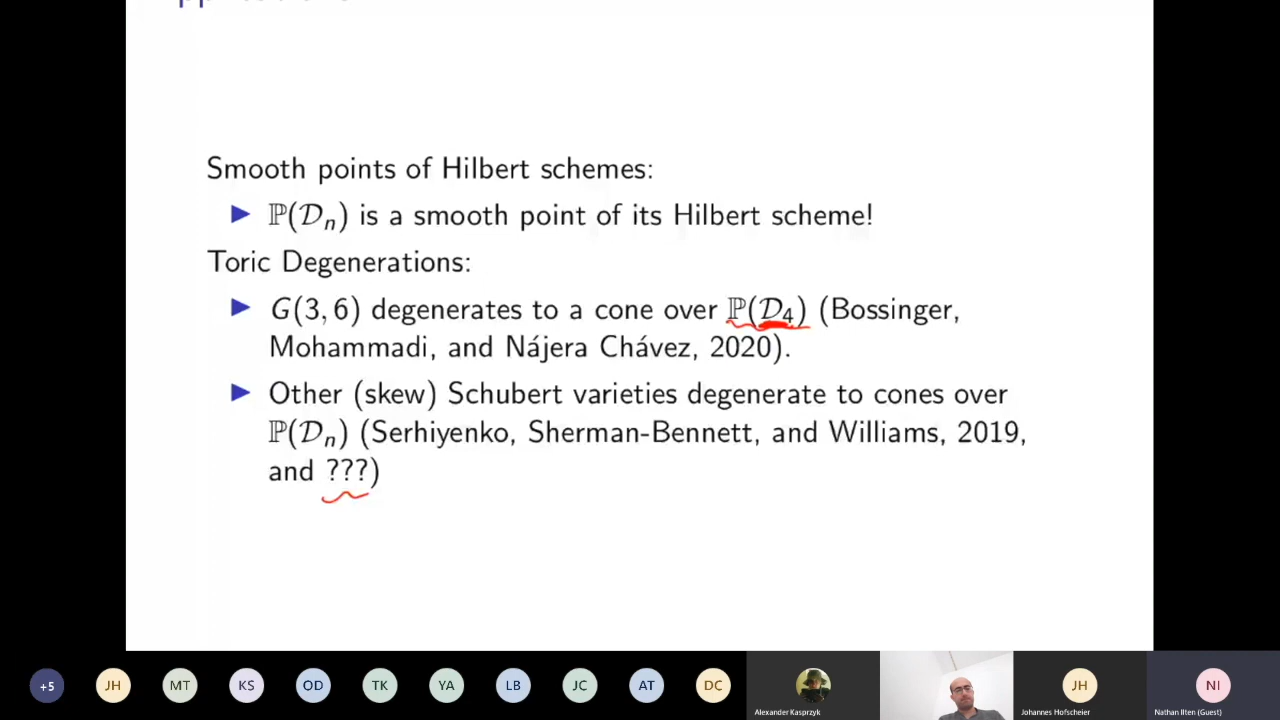 Smooth points of Hilbert schemes:
▶ ℙ(𝒟ₙ) is a smooth point of its Hilbert scheme!
Toric Degenerations:
▶ G(3, 6) degenerates to a cone over ℙ(𝒟₄) (Bossinger,
Mohammadi, and Nájera Chávez, 2020).
▶ Other (skew) Schubert varieties degenerate to cones over
ℙ(𝒟ₙ) (Serhiyenko, Sherman-Bennett, and Williams, 2019,
and ???)
+5 JH MT KS OD TK YA LB JC AT DC JH NI
Alexander Kasprzyk Johannes Hofscheier Nathan Ilten (Guest)